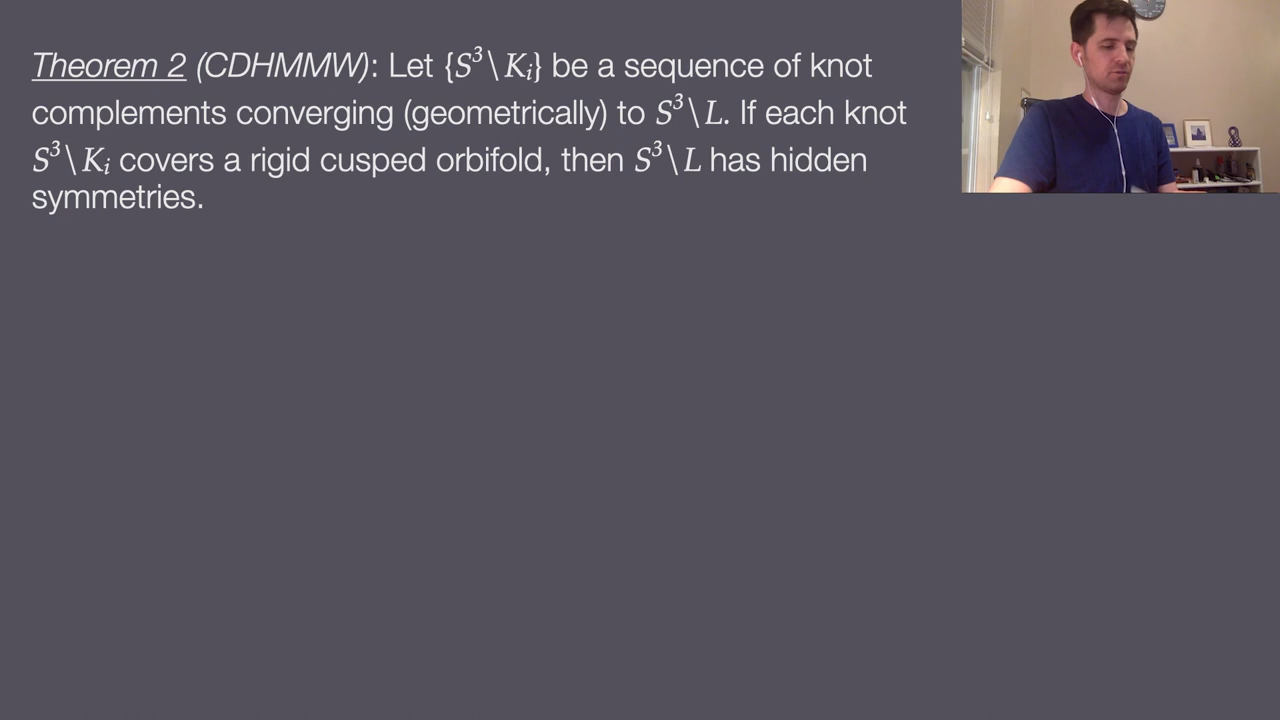 Theorem 2 (CDHMMW): Let {S³∖Kᵢ} be a sequence of knot
complements converging (geometrically) to S³∖L. If each knot
S³∖Kᵢ covers a rigid cusped orbifold, then S³∖L has hidden
symmetries.